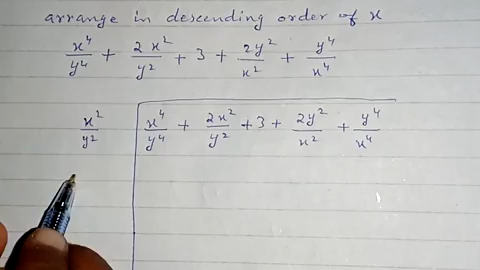 arrange in descending order of x
x⁴/y⁴ + 2x²/y² + 3 + 2y²/x² + y⁴/x⁴
x²/y² x⁴/y⁴ + 2x²/y² + 3 + 2y²/x² + y⁴/x⁴